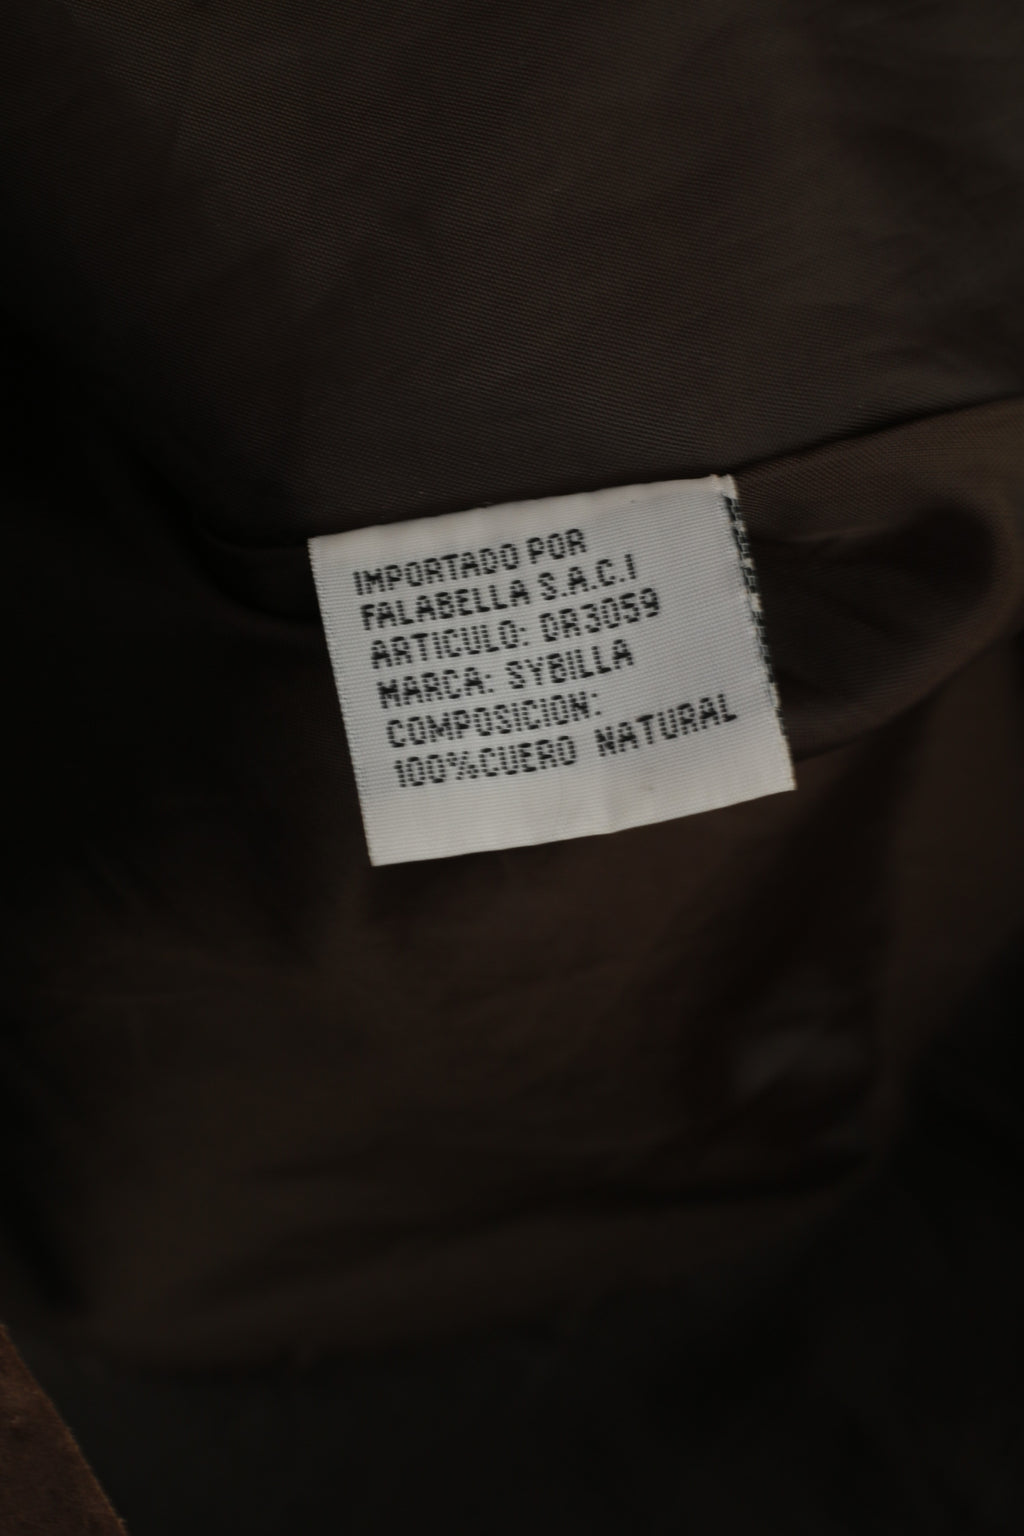 IMPORTADO POR
FALABELLA S.A.C.I
ARTICULO: DR3059
MARCA: SYBILLA
COMPOSICION:
100%CUERO NATURAL